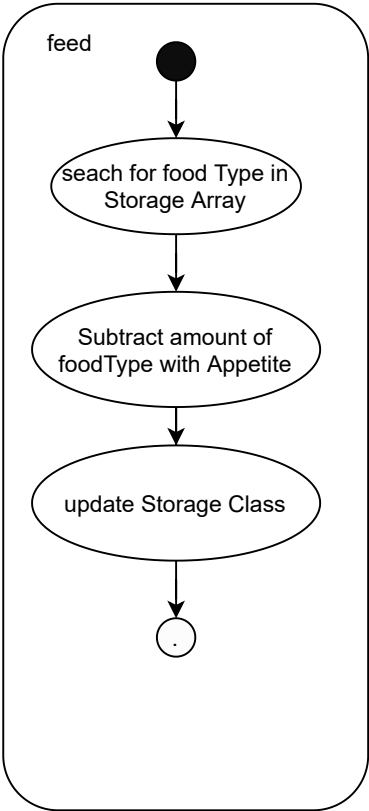 feed
seach for food Type in
Storage Array
Subtract amount of
foodType with Appetite
update Storage Class
.